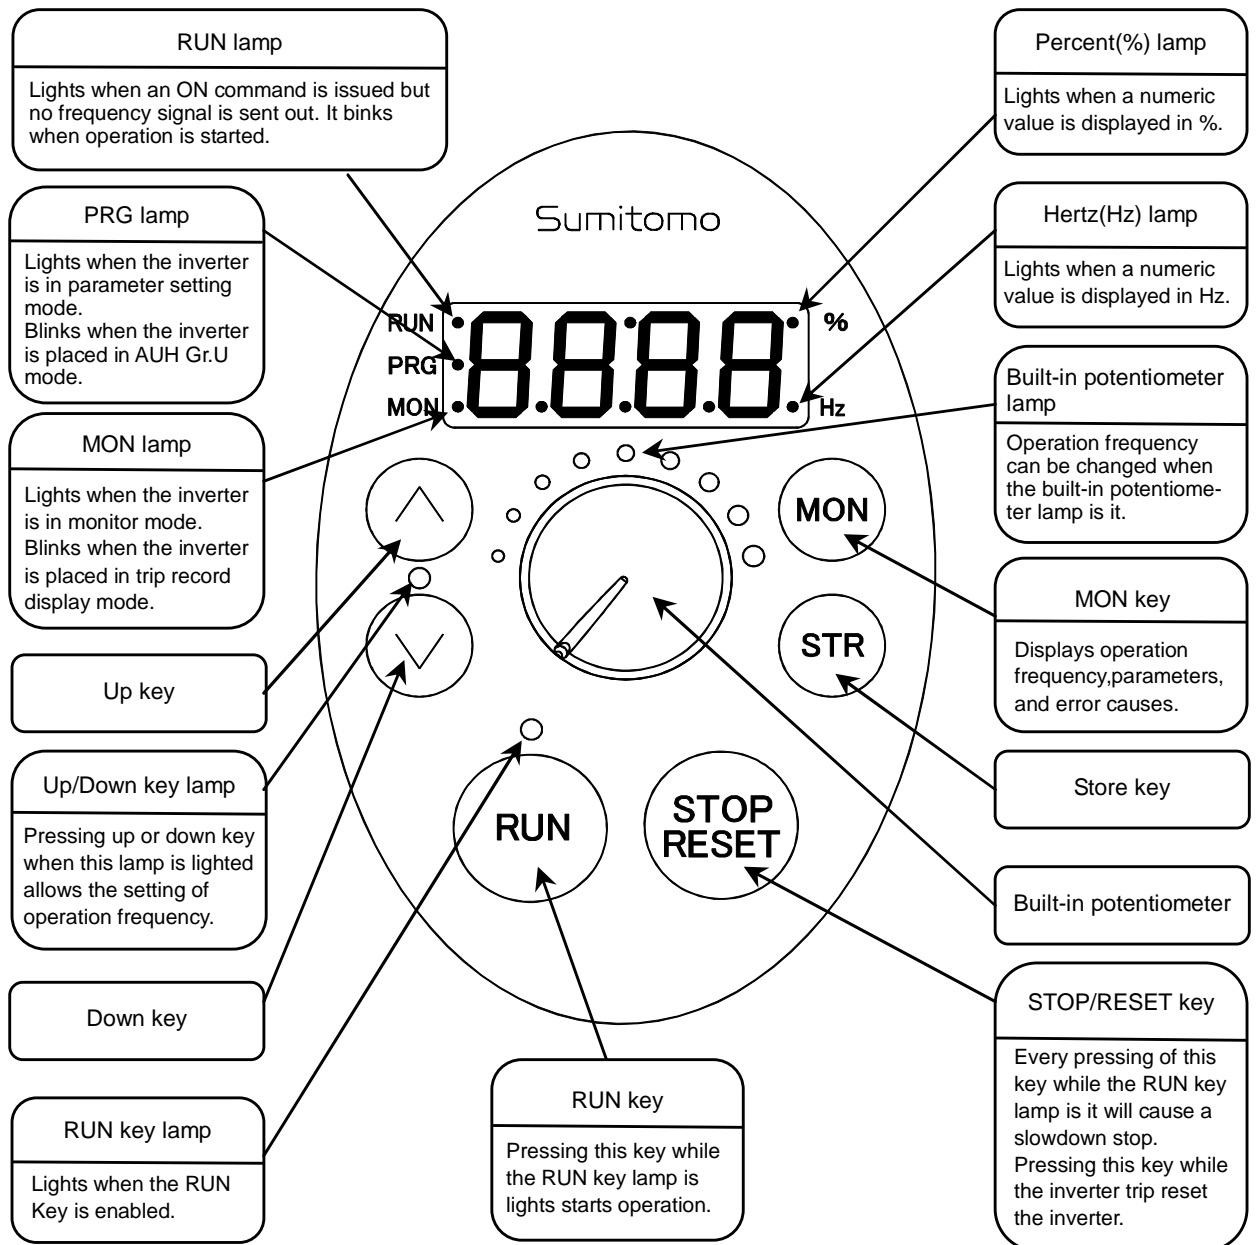 RUN lamp
Lights when an ON command is issued but
no frequency signal is sent out. It binks
when operation is started.
PRG lamp
Lights when the inverter
is in parameter setting
mode.
Blinks when the inverter
is placed in AUH Gr.U
mode.
MON lamp
Lights when the inverter
is in monitor mode.
Blinks when the inverter
is placed in trip record
display mode.
Up key
Up/Down key lamp
Pressing up or down key
when this lamp is lighted
allows the setting of
operation frequency.
Down key
RUN key lamp
Lights when the RUN
Key is enabled.
Sumitomo
RUN
PRG
MON
8.8.8.8.
%
Hz
MON
STR
RUN
STOP
RESET
RUN key
Pressing this key while
the RUN key lamp is
lights starts operation.
Percent(%) lamp
Lights when a numeric
value is displayed in %.
Hertz(Hz) lamp
Lights when a numeric
value is displayed in Hz.
Built-in potentiometer
lamp
Operation frequency
can be changed when
the built-in potentiome-
ter lamp is it.
MON key
Displays operation
frequency,parameters,
and error causes.
Store key
Built-in potentiometer
STOP/RESET key
Every pressing of this
key while the RUN key
lamp is it will cause a
slowdown stop.
Pressing this key while
the inverter trip reset
the inverter.